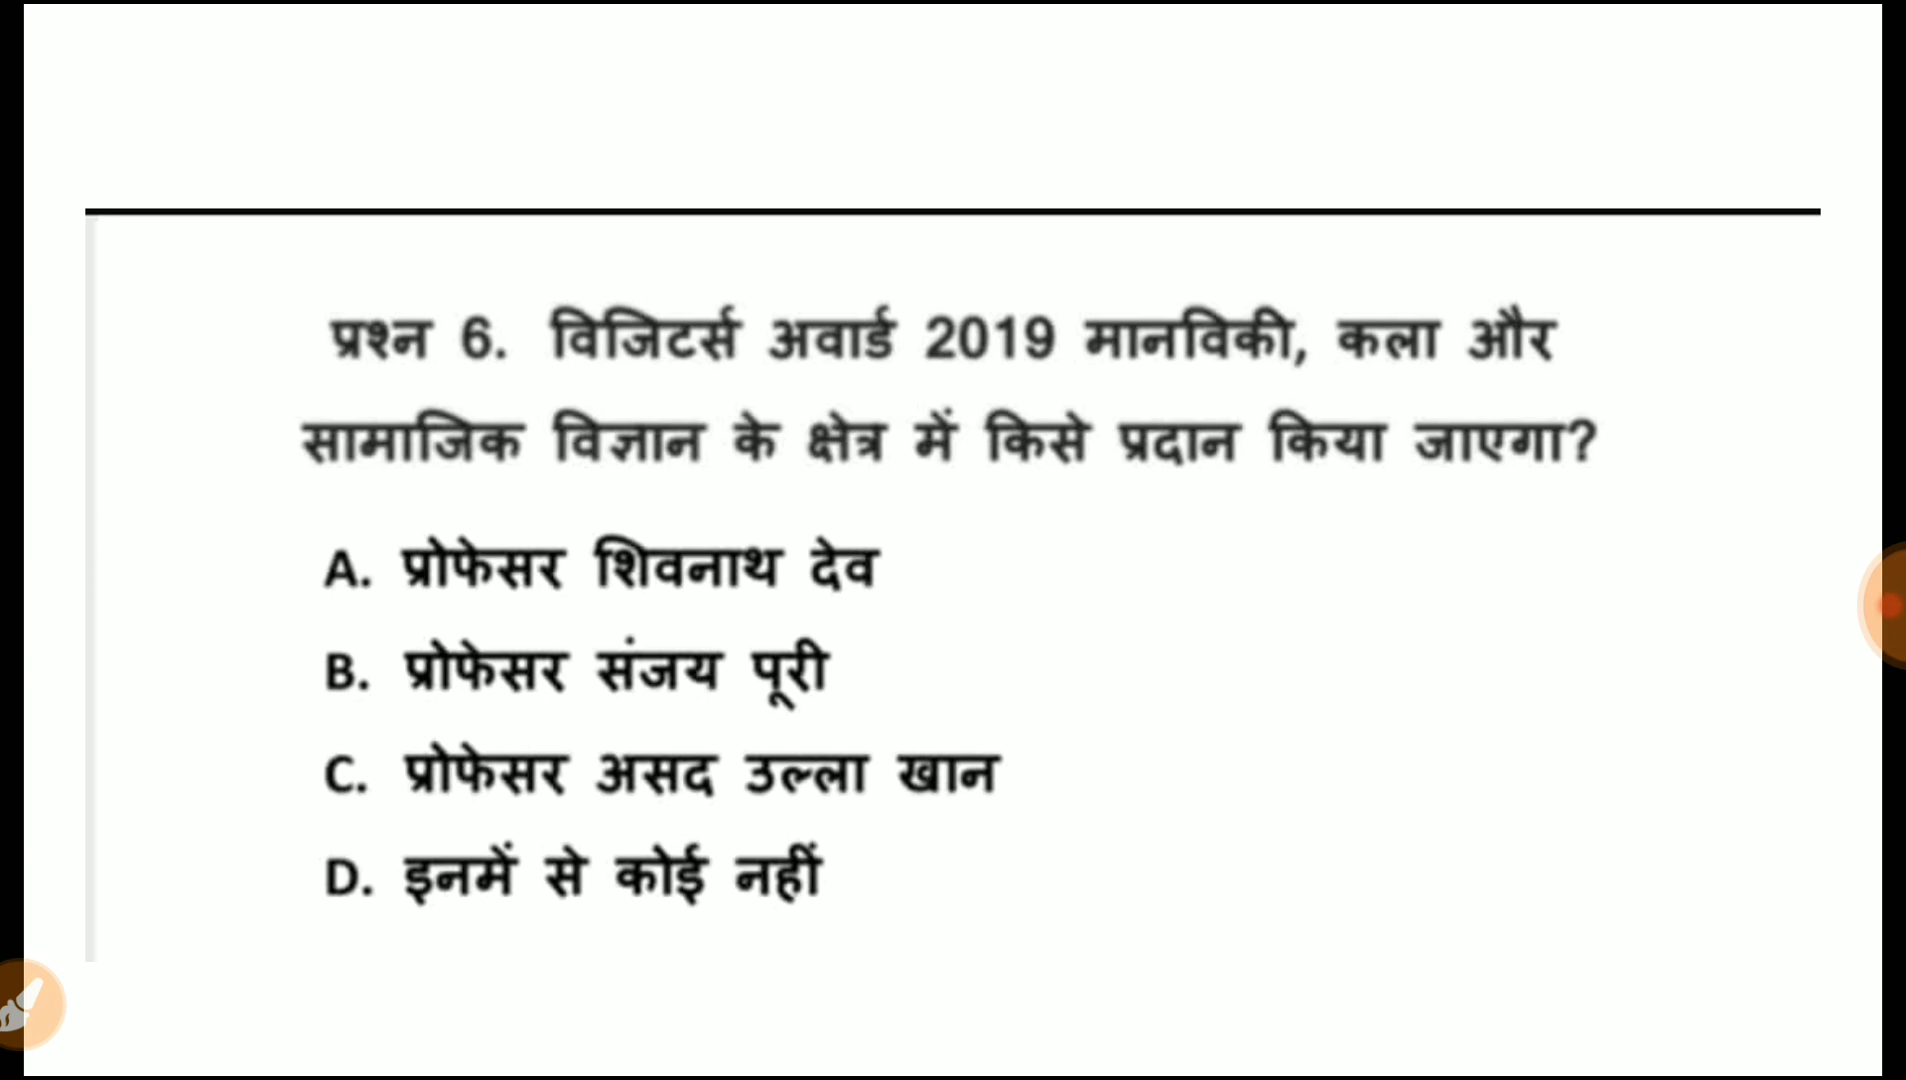 प्रश्न 6. विजिटर्स अवार्ड 2019 मानविकी, कला और
सामाजिक विज्ञान के क्षेत्र में किसे प्रदान किया जाएगा?
A. प्रोफेसर शिवनाथ देव
B. प्रोफेसर संजय पूरी
C. प्रोफेसर असद उल्ला खान
D. इनमें से कोई नहीं